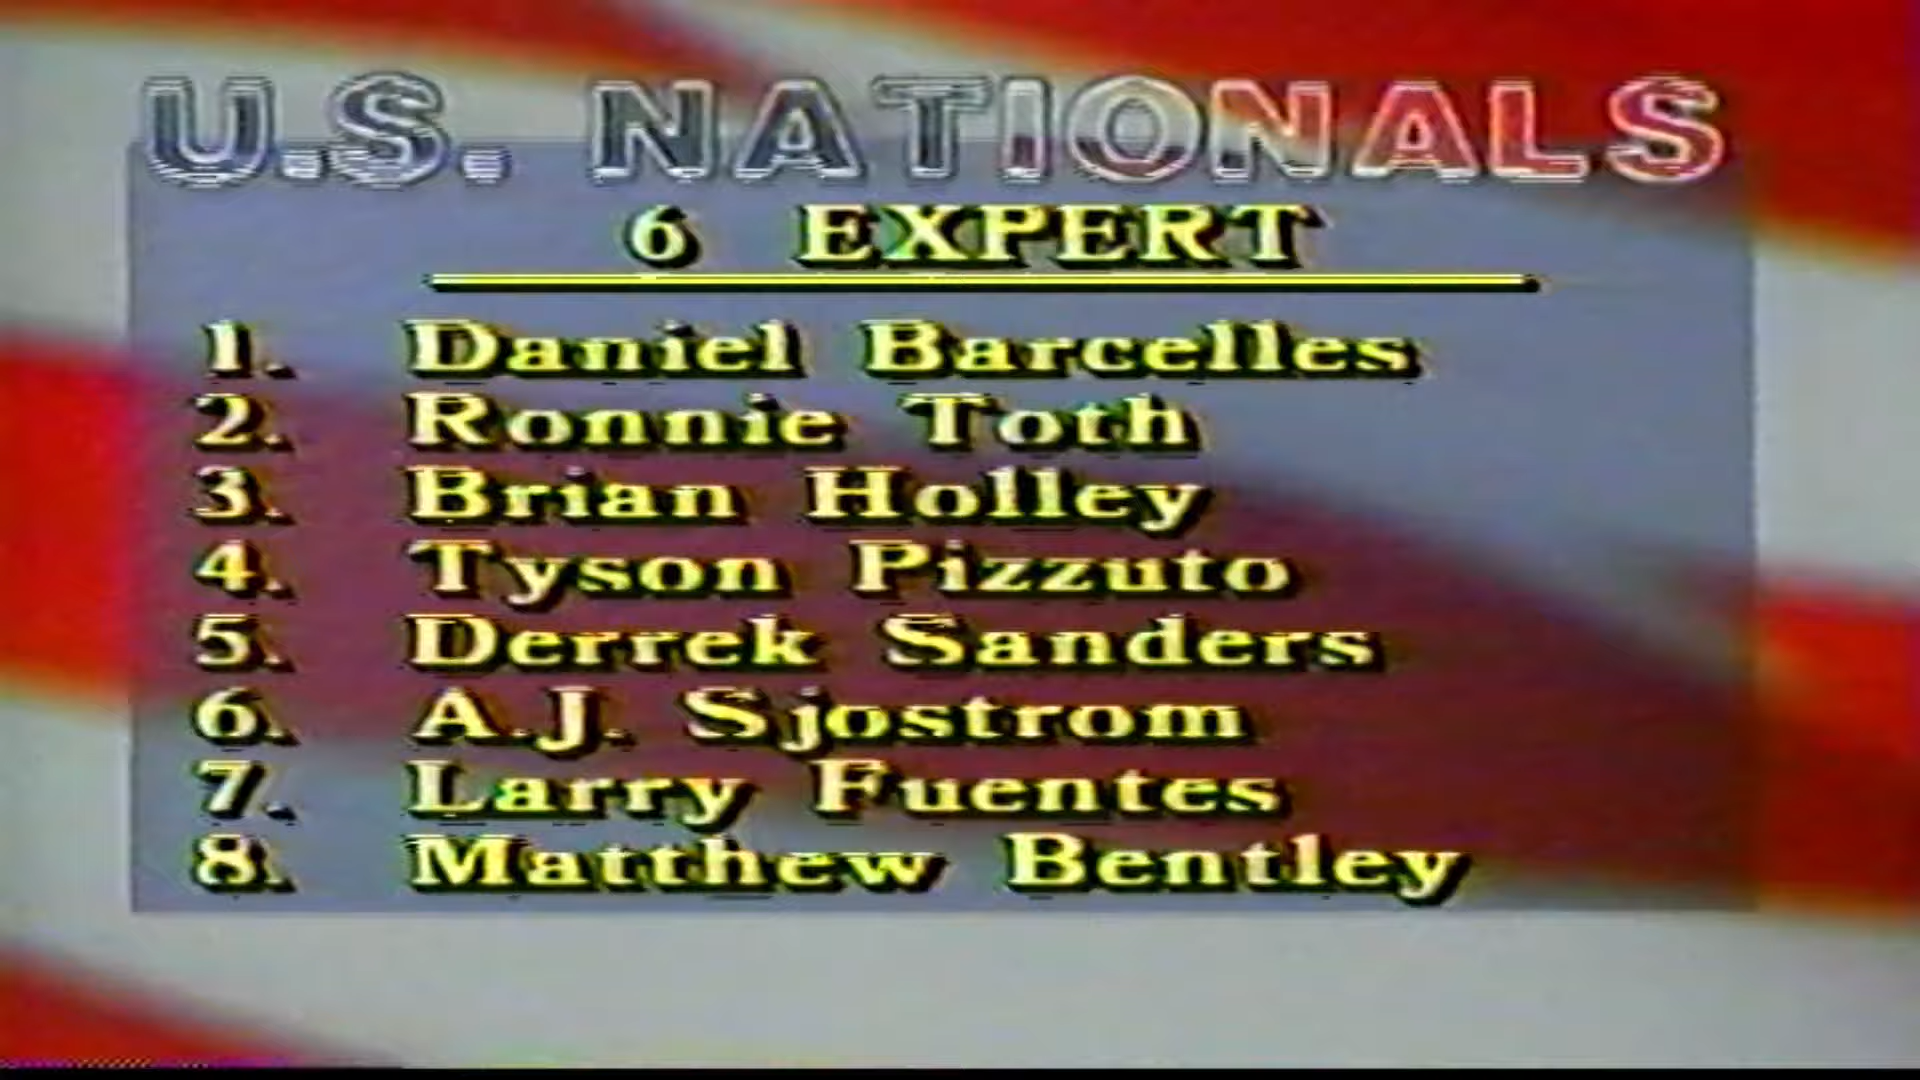 U.S. NATIONALS
6 EXPERT
1. Daniel Barcelles
2. Ronnie Toth
3. Brian Holley
4. Tyson Pizzuto
5. Derrek Sanders
6. A.J. Sjostrom
7. Larry Fuentes
8. Matthew Bentley